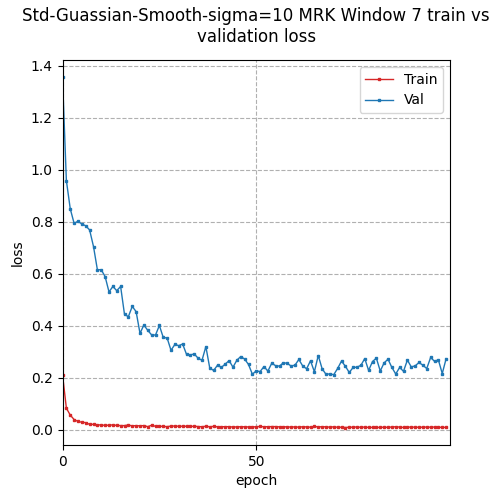 Std-Guassian-Smooth-sigma=10 MRK Window 7 train vs
validation loss
1.4
1.2
1.0
0.8
0.6
0.4
0.2
0.0
loss
Train
Val
0
50
epoch